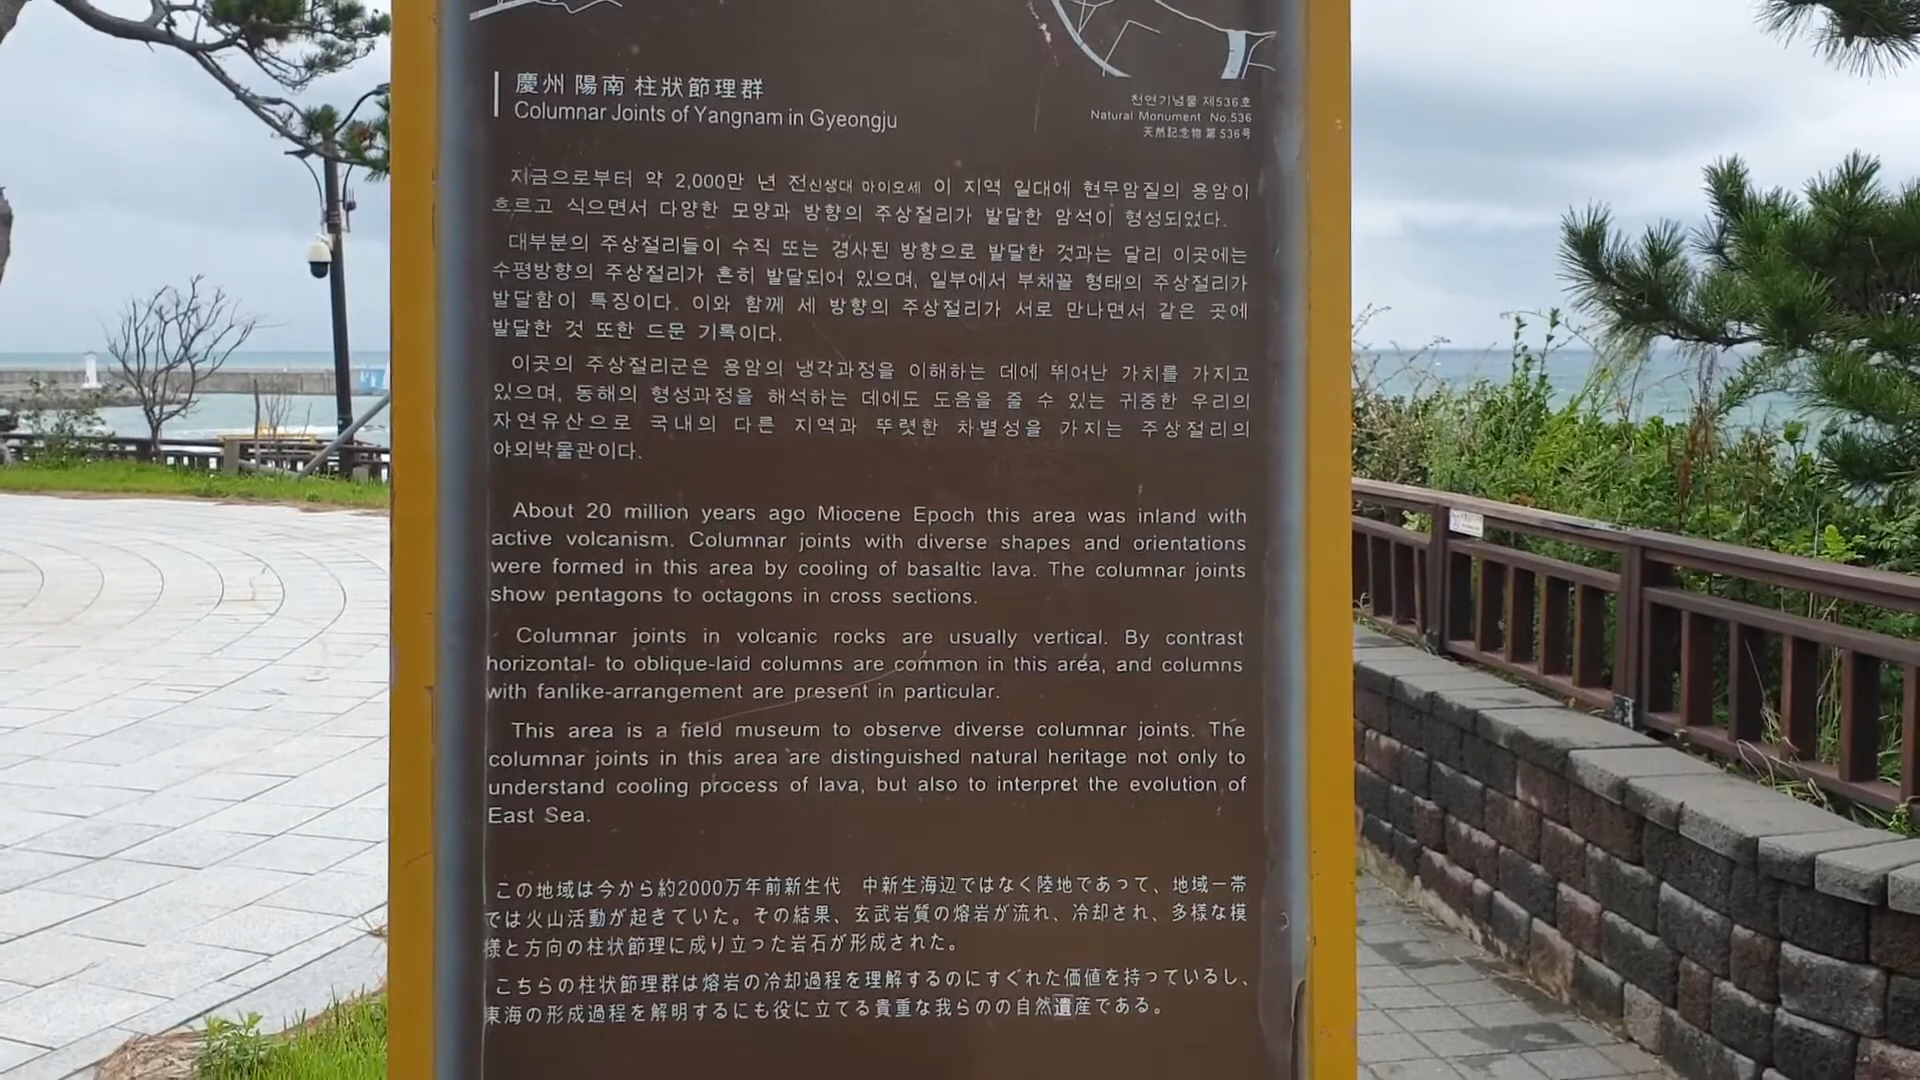 慶州 陽南 柱狀節理群
Columnar Joints of Yangnam in Gyeongju
천연기념물 제536호
Natural Monument No.536
天然記念物 第536号
지금으로부터 약 2,000만 년 전신생대 마이오세 이 지역 일대에 현무암질의 용암이
흐르고 식으면서 다양한 모양과 방향의 주상절리가 발달한 암석이 형성되었다.
대부분의 주상절리들이 수직 또는 경사된 방향으로 발달한 것과는 달리 이곳에는
수평방향의 주상절리가 흔히 발달되어 있으며, 일부에서 부채꼴 형태의 주상절리가
발달함이 특징이다. 이와 함께 세 방향의 주상절리가 서로 만나면서 같은 곳에
발달한 것 또한 드문 기록이다.
이곳의 주상절리군은 용암의 냉각과정을 이해하는 데에 뛰어난 가치를 가지고
있으며, 동해의 형성과정을 해석하는 데에도 도움을 줄 수 있는 귀중한 우리의
자연유산으로 국내의 다른 지역과 뚜렷한 차별성을 가지는 주상절리의
야외박물관이다.
About 20 million years ago Miocene Epoch this area was inland with
active volcanism. Columnar joints with diverse shapes and orientations
were formed in this area by cooling of basaltic lava. The columnar joints
show pentagons to octagons in cross sections.
Columnar joints in volcanic rocks are usually vertical. By contrast
horizontal- to oblique-laid columns are common in this area, and columns
with fanlike-arrangement are present in particular.
This area is a field museum to observe diverse columnar joints. The
columnar joints in this area are distinguished natural heritage not only to
understand cooling process of lava, but also to interpret the evolution of
East Sea.
この地域は今から約2000万年前新生代 中新生海辺ではなく陸地であって、地域一帯
では火山活動が起きていた。その結果、玄武岩質の熔岩が流れ、冷却され、多様な模
様と方向の柱状節理に成り立った岩石が形成された。
こちらの柱状節理群は熔岩の冷却過程を理解するのにすぐれた価値を持っているし、
東海の形成過程を解明するにも役に立てる貴重な我らのの自然遺産である。